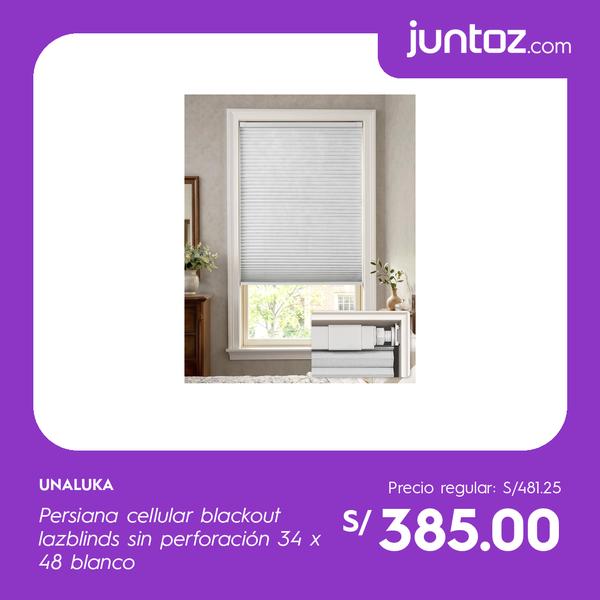 juntoz.com
UNALUKA
Persiana cellular blackout
lazblinds sin perforación 34 x
48 blanco
Precio regular: S/481.25
S/385.00